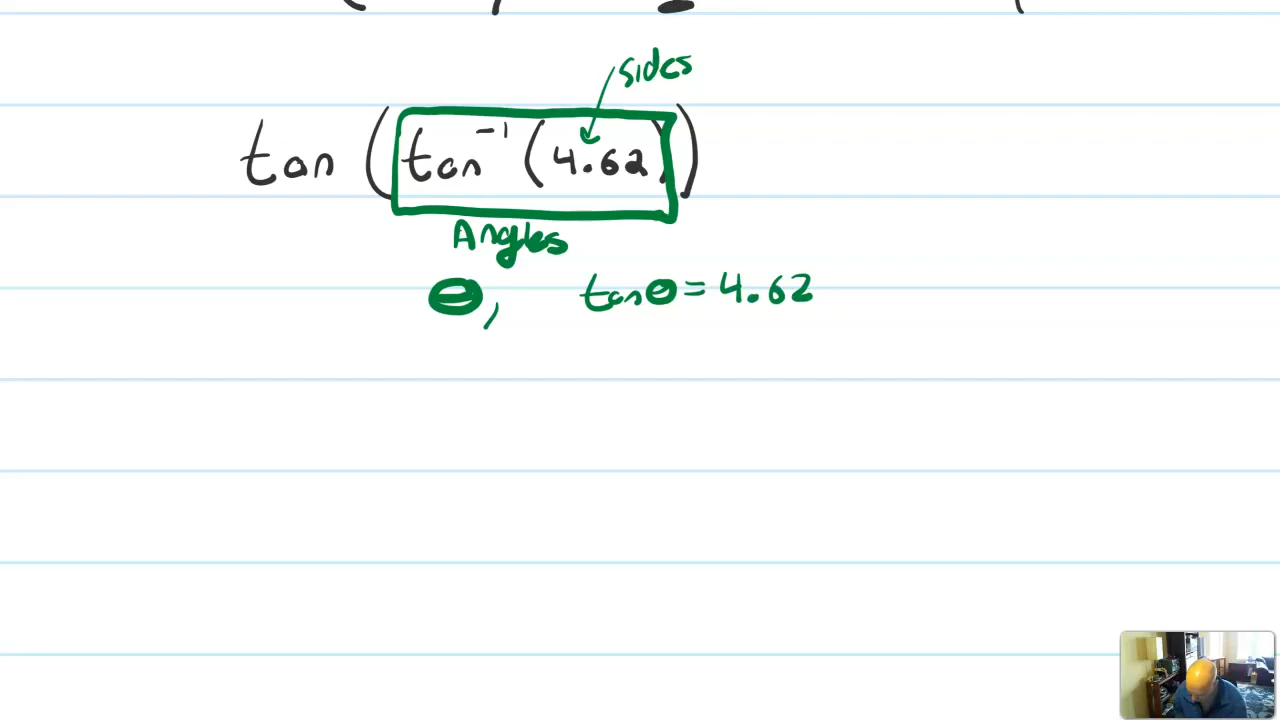 sides
tan (tan⁻¹ (4.62))
Angles
θ, tanθ = 4.62